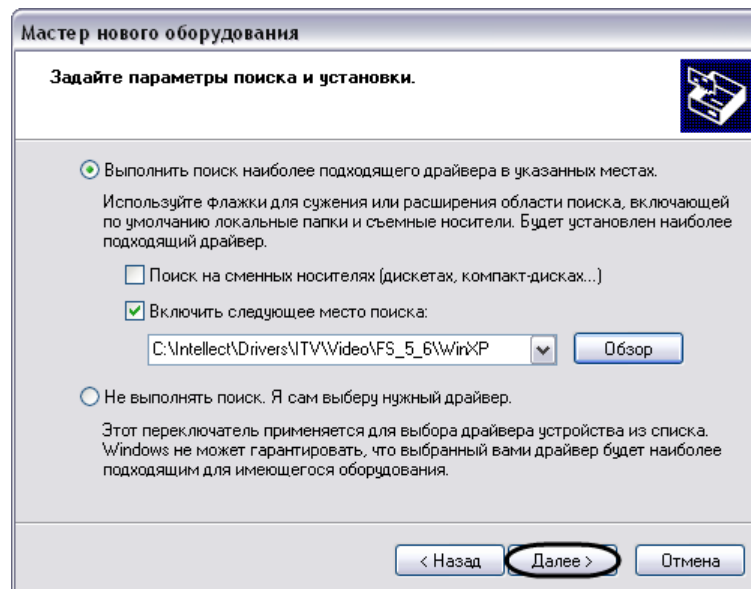 Мастер нового оборудования
Задайте параметры поиска и установки.
Выполнить поиск наиболее подходящего драйвера в указанных местах.
Используйте флажки для сужения или расширения области поиска, включающей
по умолчанию локальные папки и съемные носители. Будет установлен наиболее
подходящий драйвер.
Поиск на сменных носителях (дискетах, компакт-дисках...)
Включить следующее место поиска:
C:\Intellect\Drivers\ITV\Video\FS_5_6\WinXP
Обзор
Не выполнять поиск. Я сам выберу нужный драйвер.
Этот переключатель применяется для выбора драйвера устройства из списка.
Windows не может гарантировать, что выбранный вами драйвер будет наиболее
подходящим для имеющегося оборудования.
< Назад Далее > Отмена